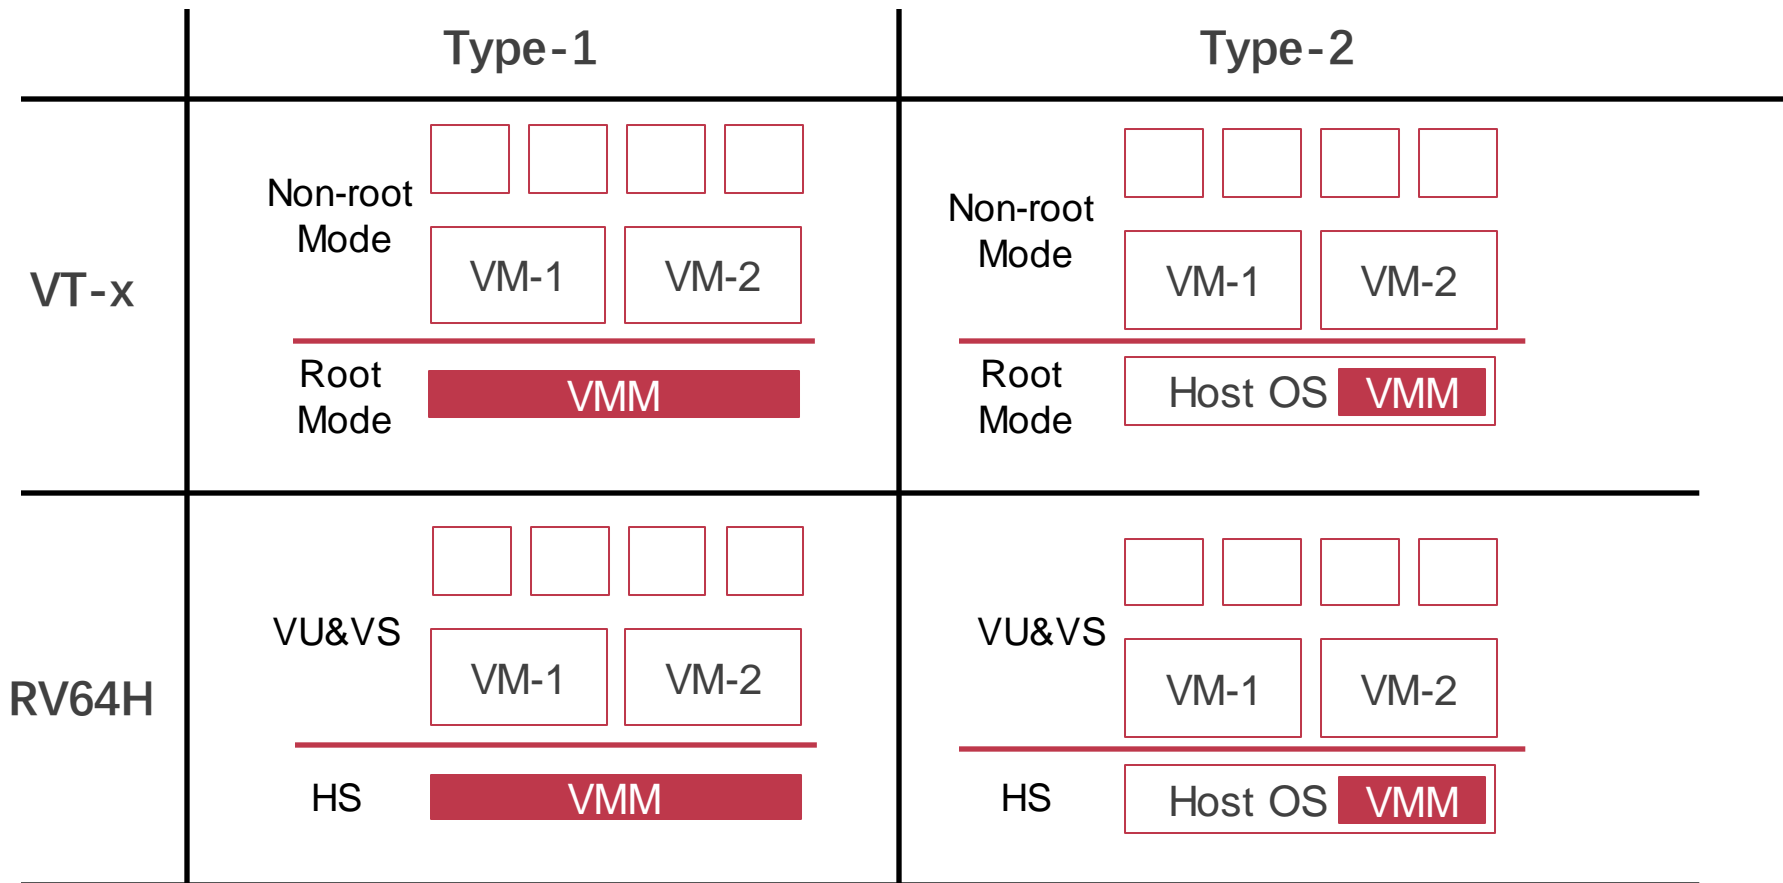 Type-1
Type-2
VT-x
Non-root
Mode
VM-1
VM-2
Root
Mode
VMM
Non-root
Mode
VM-1
VM-2
Root
Mode
Host OS
VMM
RV64H
VU&VS
VM-1
VM-2
HS
VMM
VU&VS
VM-1
VM-2
HS
Host OS
VMM